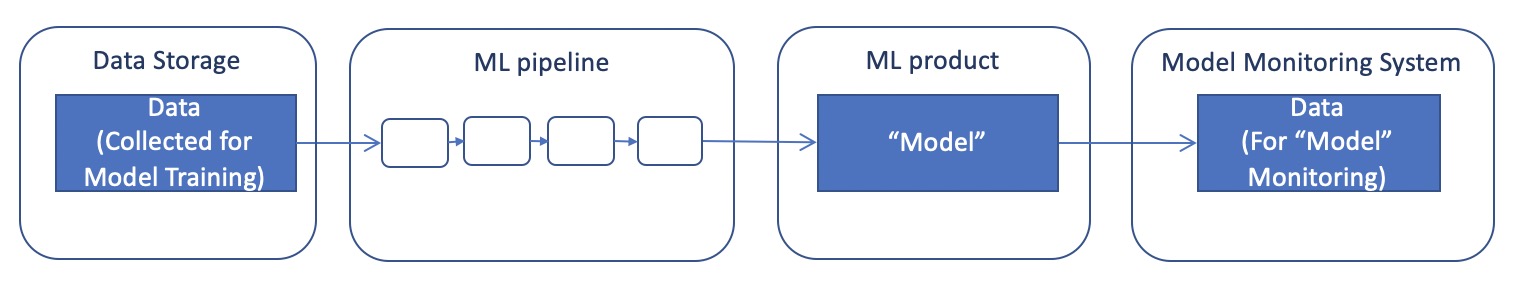 Data Storage
Data
(Collected for
Model Training)
ML pipeline
ML product
“Model”
Model Monitoring System
Data
(For “Model”
Monitoring)